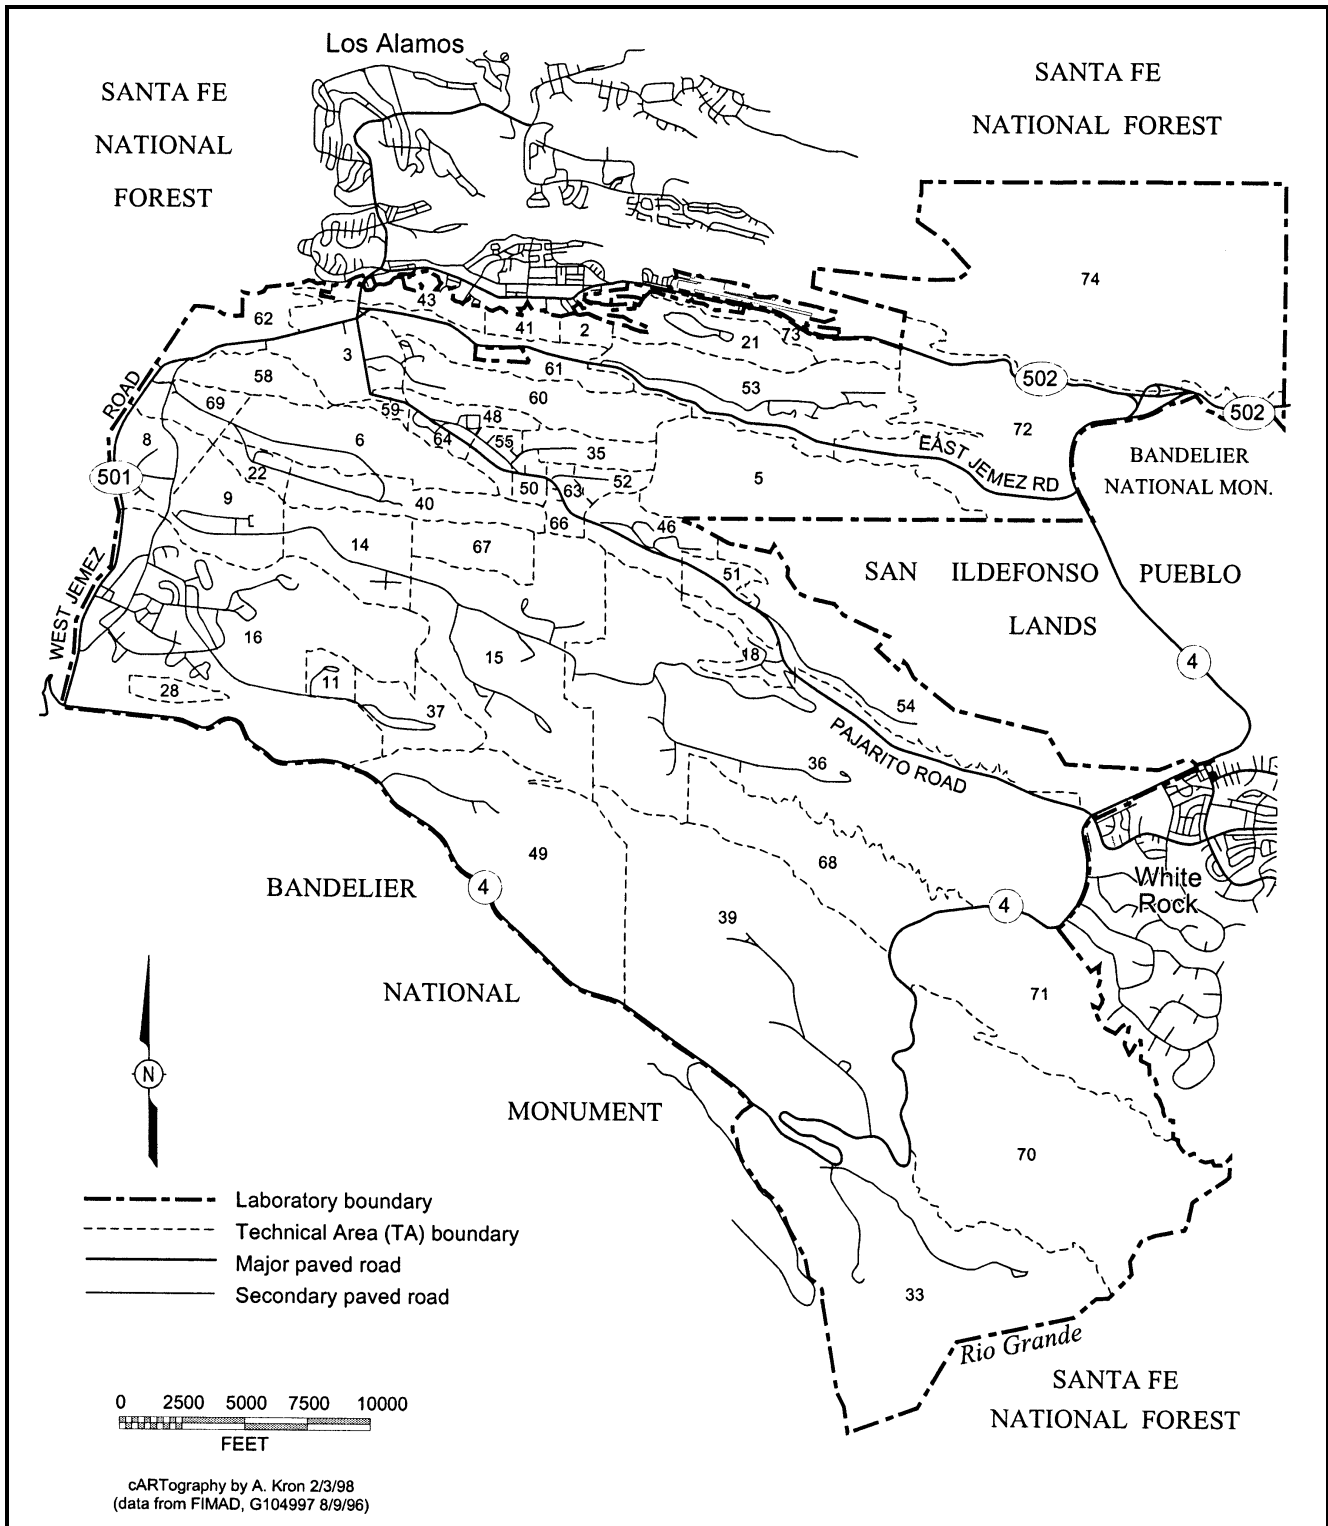 Los Alamos
SANTA FE
NATIONAL
FOREST
SANTA FE
NATIONAL FOREST
74
43
62
41
2
21
73
3
61
502
58
53
502
69
60
59
48
72
8
6
64
55
EAST JEMEZ RD
BANDELIER
NATIONAL MON.
ROAD
501
22
35
5
9
40
50
63
52
66
46
14
67
51
SAN ILDEFONSO PUEBLO
LANDS
WEST JEMEZ
16
15
18
4
28
11
37
54
PAJARITO ROAD
36
49
68
White
Rock
BANDELIER
4
39
4
NATIONAL
71
N
MONUMENT
70
Laboratory boundary
Technical Area (TA) boundary
Major paved road
Secondary paved road
33
Rio Grande
SANTA FE
NATIONAL FOREST
0 2500 5000 7500 10000
FEET
cARTography by A. Kron 2/3/98
(data from FIMAD, G104997 8/9/96)